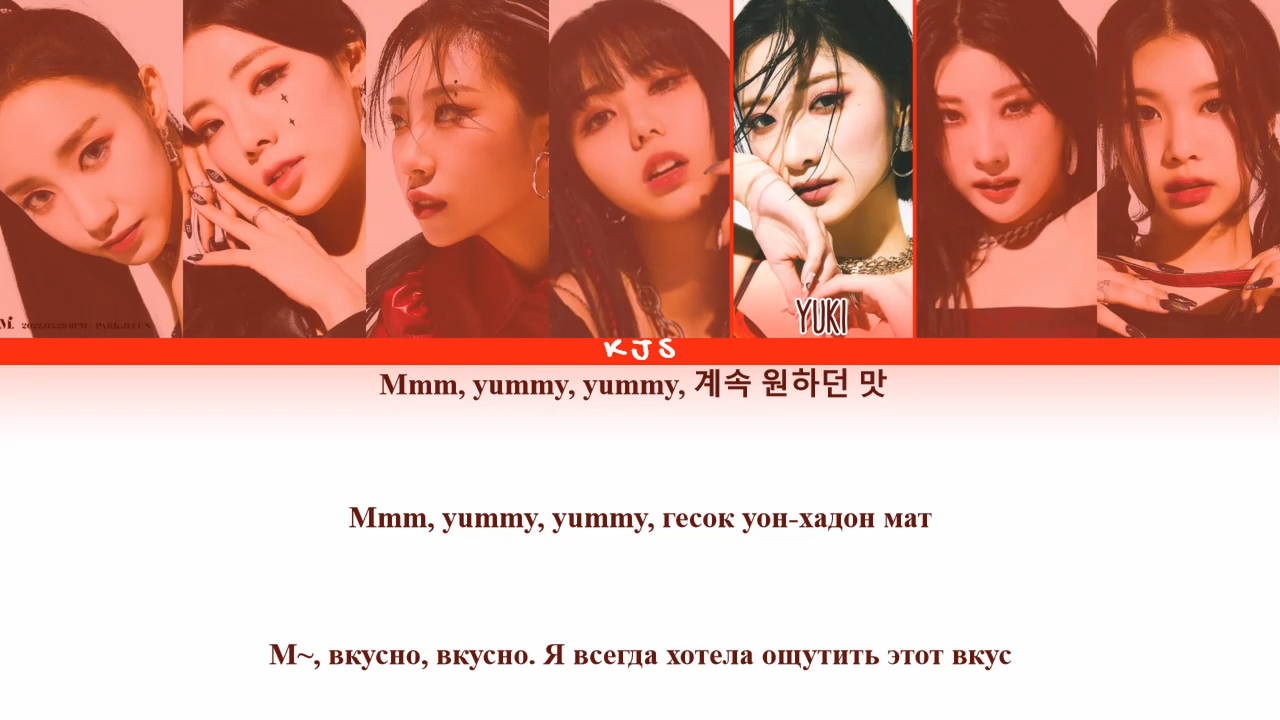 YUKI
KJS
Mmm, yummy, yummy, 계속 원하던 맛
Mmm, yummy, yummy, гесок уон-хадон мат
М~, вкусно, вкусно. Я всегда хотела ощутить этот вкус